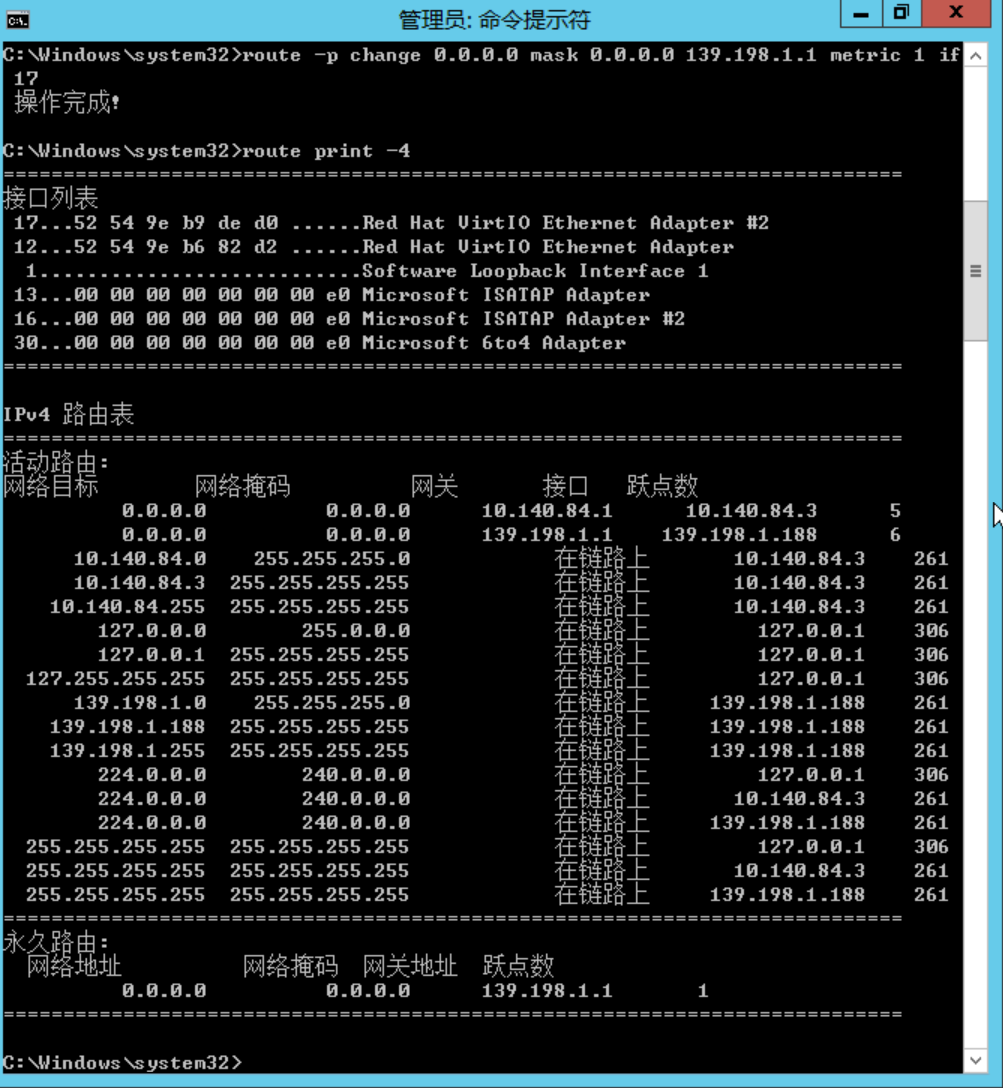 管理员: 命令提示符
C:\Windows\system32>route -p change 0.0.0.0 mask 0.0.0.0 139.198.1.1 metric 1 if
17
操作完成!
C:\Windows\system32>route print -4
===========================================================================
接口列表
17...52 54 9e b9 de d0 ......Red Hat VirtIO Ethernet Adapter #2
12...52 54 9e b6 82 d2 ......Red Hat VirtIO Ethernet Adapter
1...........................Software Loopback Interface 1
13...00 00 00 00 00 00 00 e0 Microsoft ISATAP Adapter
16...00 00 00 00 00 00 00 e0 Microsoft ISATAP Adapter #2
30...00 00 00 00 00 00 00 e0 Microsoft 6to4 Adapter
===========================================================================
IPv4 路由表
===========================================================================
活动路由:
网络目标 网络掩码 网关 接口 跃点数
0.0.0.0 0.0.0.0 10.140.84.1 10.140.84.3 5
0.0.0.0 0.0.0.0 139.198.1.1 139.198.1.188 6
10.140.84.0 255.255.255.0 在链路上 10.140.84.3 261
10.140.84.3 255.255.255.255 在链路上 10.140.84.3 261
10.140.84.255 255.255.255.255 在链路上 10.140.84.3 261
127.0.0.0 255.0.0.0 在链路上 127.0.0.1 306
127.0.0.1 255.255.255.255 在链路上 127.0.0.1 306
127.255.255.255 255.255.255.255 在链路上 127.0.0.1 306
139.198.1.0 255.255.255.0 在链路上 139.198.1.188 261
139.198.1.188 255.255.255.255 在链路上 139.198.1.188 261
139.198.1.255 255.255.255.255 在链路上 139.198.1.188 261
224.0.0.0 240.0.0.0 在链路上 127.0.0.1 306
224.0.0.0 240.0.0.0 在链路上 10.140.84.3 261
224.0.0.0 240.0.0.0 在链路上 139.198.1.188 261
255.255.255.255 255.255.255.255 在链路上 127.0.0.1 306
255.255.255.255 255.255.255.255 在链路上 10.140.84.3 261
255.255.255.255 255.255.255.255 在链路上 139.198.1.188 261
===========================================================================
永久路由:
网络地址 网络掩码 网关地址 跃点数
0.0.0.0 0.0.0.0 139.198.1.1 1
===========================================================================
C:\Windows\system32>